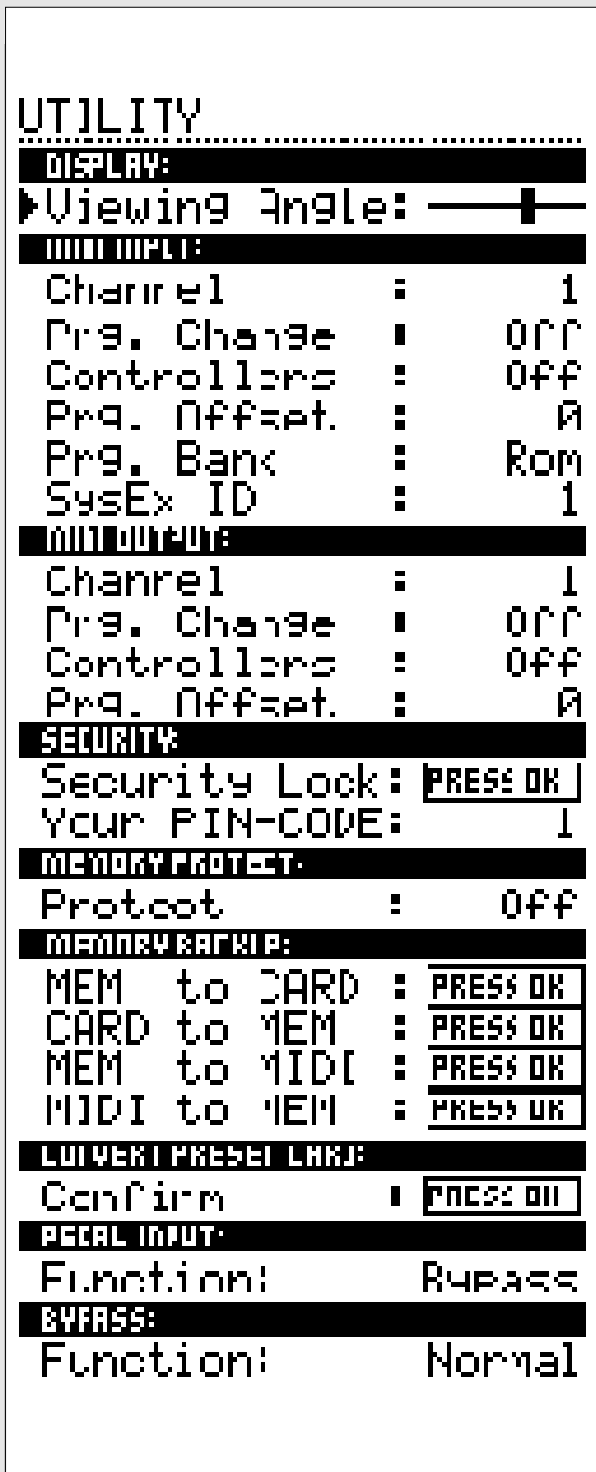 UTILITY
DISPLAY:
Viewing Angle:
MIDI INPUT:
Channel : 1
Prg. Change : Off
Controllers : Off
Prg. Offset : 0
Prg. Bank : Rom
SysEx ID : 1
MIDI OUTPUT:
Channel : 1
Prg. Change : Off
Controllers : Off
Prg. Offset : 0
SECURITY:
Security Lock: PRESS OK
Your PIN-CODE: 1
MEMORY PROTECT:
Protect : Off
MEMORY BACKUP:
MEM to CARD : PRESS OK
CARD to MEM : PRESS OK
MEM to MIDI : PRESS OK
MIDI to MEM : PRESS OK
CONVERT PRESET CARD:
Confirm : PRESS OK
PEDAL INPUT:
Function: Bypass
BYPASS:
Function: Normal